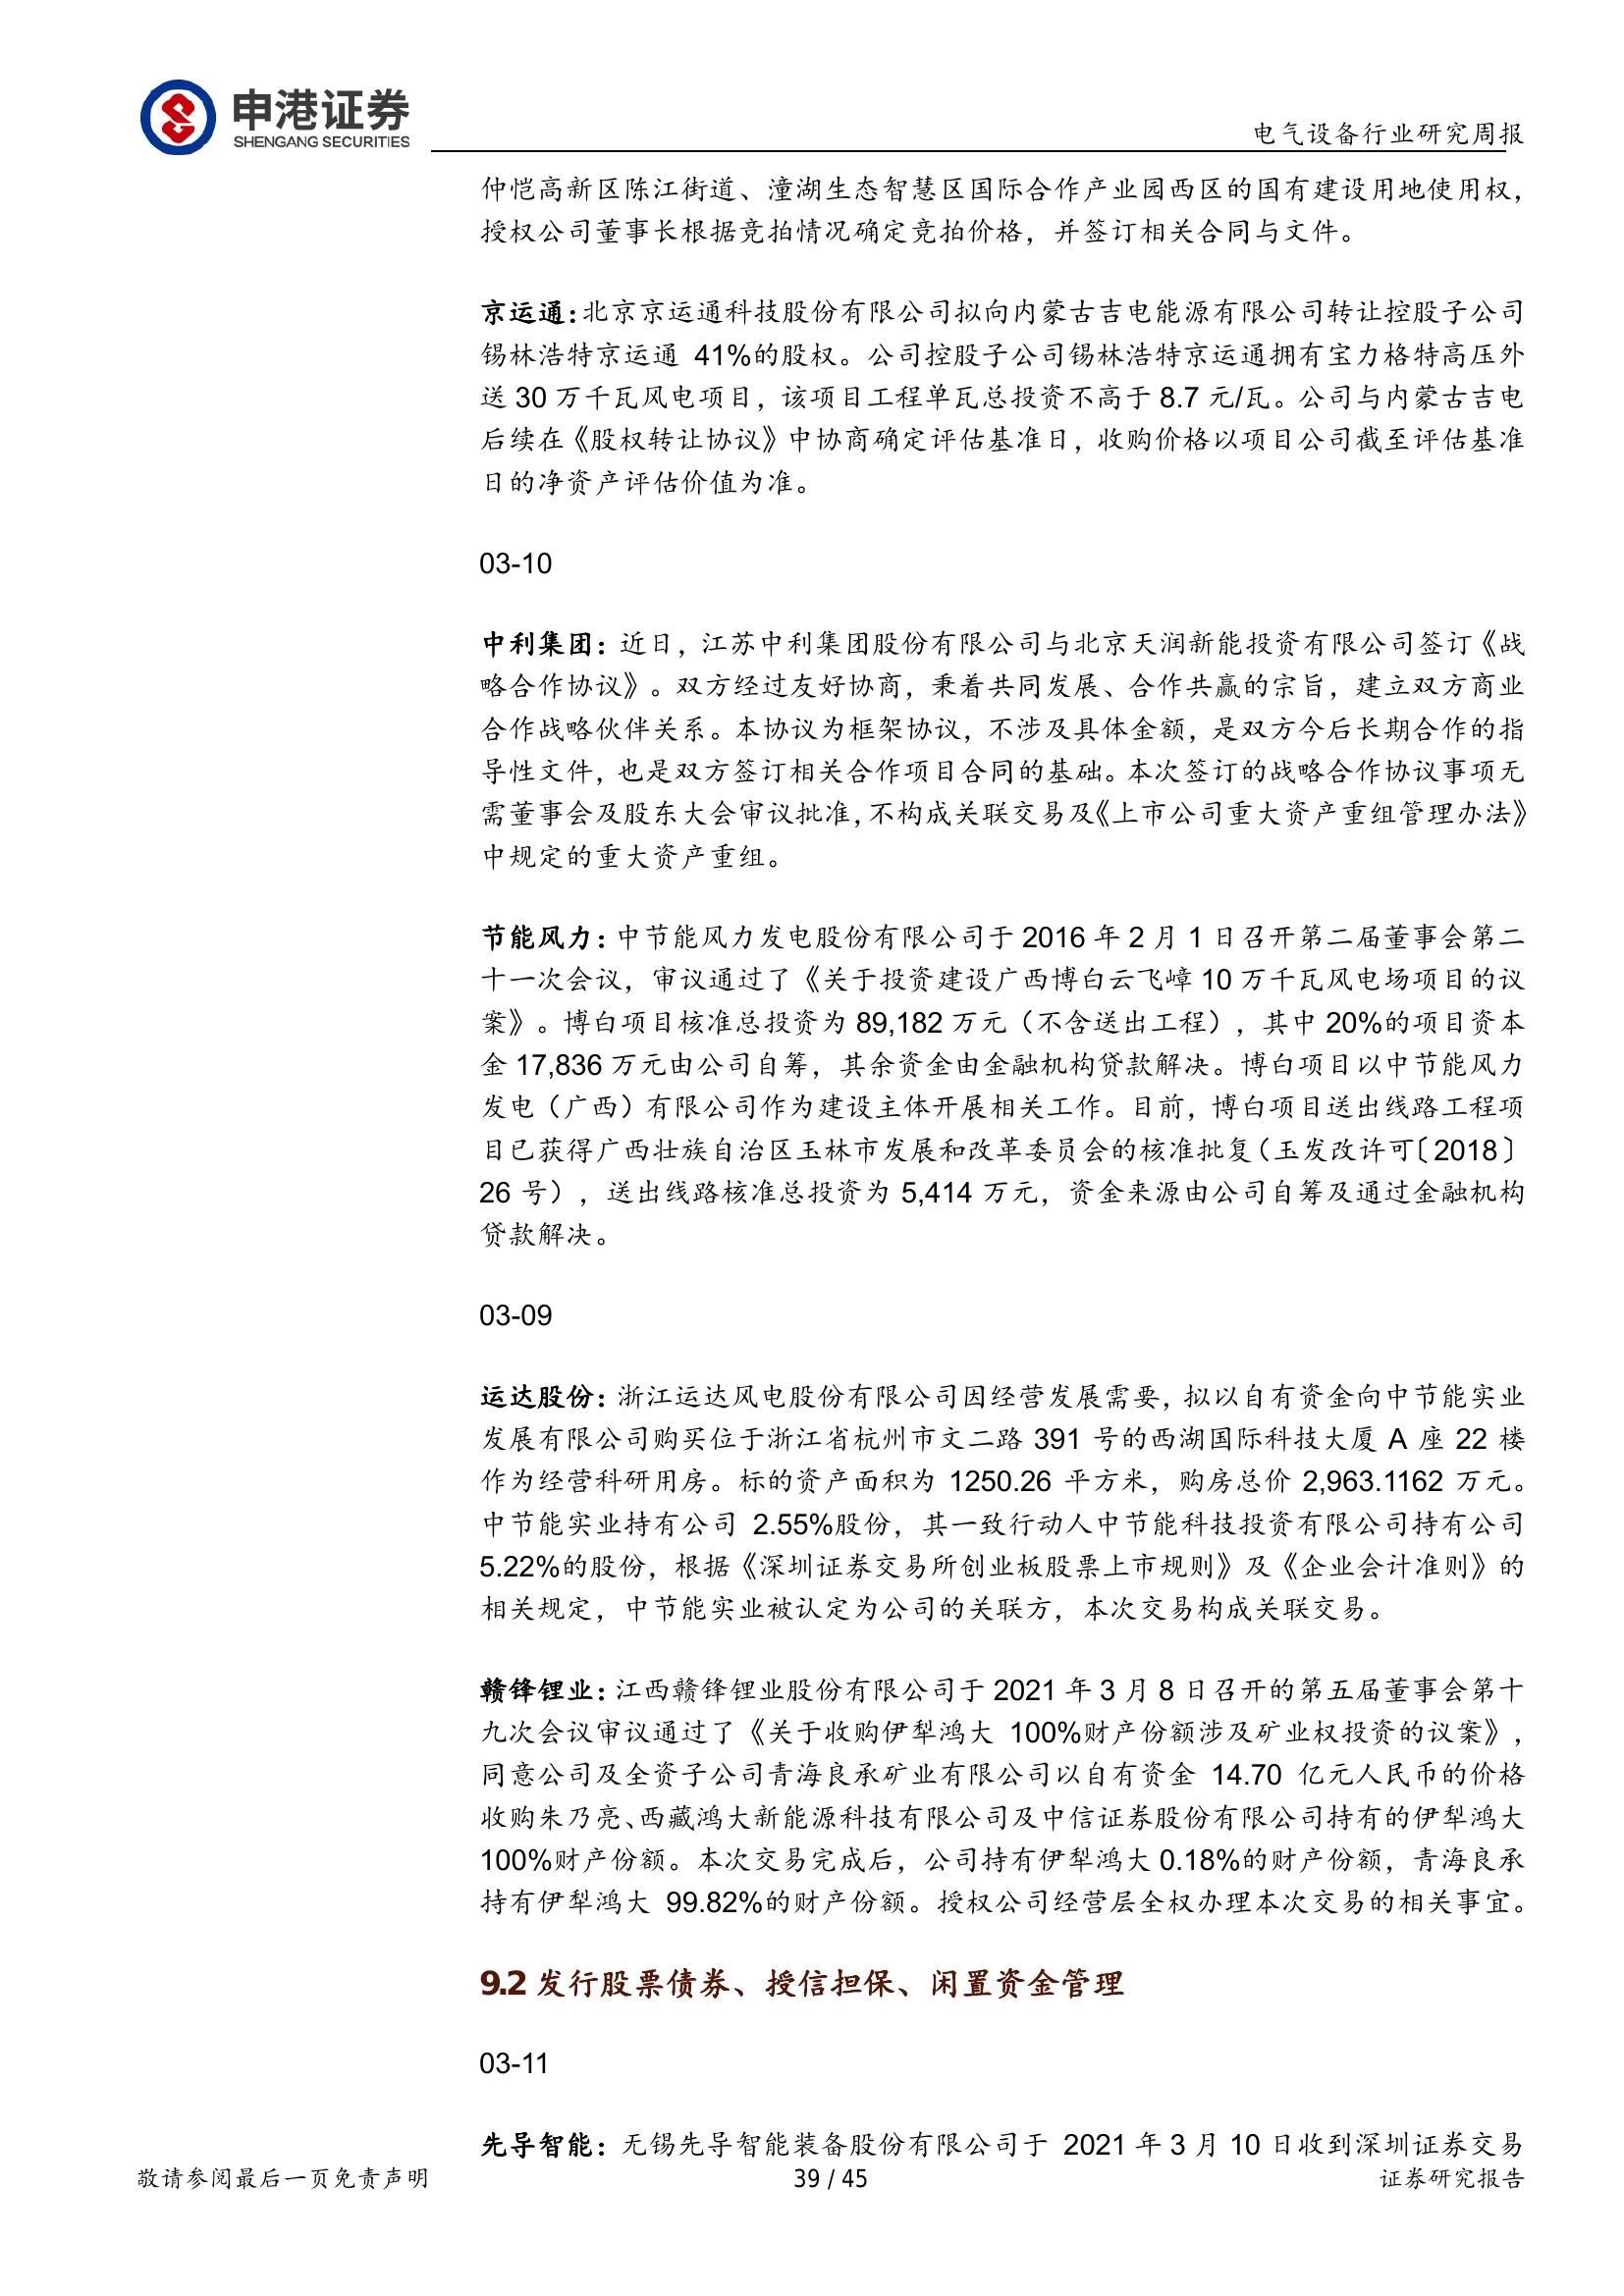 申港证券
SHENGANG SECURITIES
电气设备行业研究周报
仲恺高新区陈江街道、潼湖生态智慧区国际合作产业园西区的国有建设用地使用权，
授权公司董事长根据竞拍情况确定竞拍价格，并签订相关合同与文件。
京运通：北京京运通科技股份有限公司拟向内蒙古吉电能源有限公司转让控股子公司
锡林浩特京运通 41%的股权。公司控股子公司锡林浩特京运通拥有宝力格特高压外
送 30 万千瓦风电项目，该项目工程单瓦总投资不高于 8.7 元/瓦。公司与内蒙古吉电
后续在《股权转让协议》中协商确定评估基准日，收购价格以项目公司截至评估基准
日的净资产评估价值为准。
03-10
中利集团：近日，江苏中利集团股份有限公司与北京天润新能投资有限公司签订《战
略合作协议》。双方经过友好协商，秉着共同发展、合作共赢的宗旨，建立双方商业
合作战略伙伴关系。本协议为框架协议，不涉及具体金额，是双方今后长期合作的指
导性文件，也是双方签订相关合作项目合同的基础。本次签订的战略合作协议事项无
需董事会及股东大会审议批准，不构成关联交易及《上市公司重大资产重组管理办法》
中规定的重大资产重组。
节能风力：中节能风力发电股份有限公司于 2016 年 2 月 1 日召开第二届董事会第二
十一次会议，审议通过了《关于投资建设广西博白云飞嶂 10 万千瓦风电场项目的议
案》。博白项目核准总投资为 89,182 万元（不含送出工程），其中 20%的项目资本
金 17,836 万元由公司自筹，其余资金由金融机构贷款解决。博白项目以中节能风力
发电（广西）有限公司作为建设主体开展相关工作。目前，博白项目送出线路工程项
目已获得广西壮族自治区玉林市发展和改革委员会的核准批复（玉发改许可〔2018〕
26 号），送出线路核准总投资为 5,414 万元，资金来源由公司自筹及通过金融机构
贷款解决。
03-09
运达股份：浙江运达风电股份有限公司因经营发展需要，拟以自有资金向中节能实业
发展有限公司购买位于浙江省杭州市文二路 391 号的西湖国际科技大厦 A 座 22 楼
作为经营科研用房。标的资产面积为 1250.26 平方米，购房总价 2,963.1162 万元。
中节能实业持有公司 2.55%股份，其一致行动人中节能科技投资有限公司持有公司
5.22%的股份，根据《深圳证券交易所创业板股票上市规则》及《企业会计准则》的
相关规定，中节能实业被认定为公司的关联方，本次交易构成关联交易。
赣锋锂业：江西赣锋锂业股份有限公司于 2021 年 3 月 8 日召开的第五届董事会第十
九次会议审议通过了《关于收购伊犁鸿大 100%财产份额涉及矿业权投资的议案》，
同意公司及全资子公司青海良承矿业有限公司以自有资金 14.70 亿元人民币的价格
收购朱乃亮、西藏鸿大新能源科技有限公司及中信证券股份有限公司持有的伊犁鸿大
100%财产份额。本次交易完成后，公司持有伊犁鸿大 0.18%的财产份额，青海良承
持有伊犁鸿大 99.82%的财产份额。授权公司经营层全权办理本次交易的相关事宜。
9.2 发行股票债券、授信担保、闲置资金管理
03-11
先导智能：无锡先导智能装备股份有限公司于 2021 年 3 月 10 日收到深圳证券交易
敬请参阅最后一页免责声明
39 / 45
证券研究报告